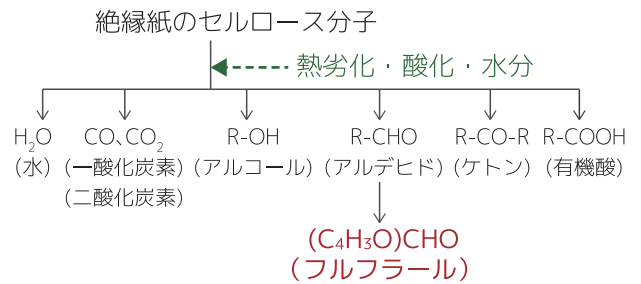 絶縁紙のセルロース分子
熱劣化・酸化・水分
H₂O CO、CO₂ R-OH R-CHO R-CO-R R-COOH
(水) (一酸化炭素) (アルコール) (アルデヒド) (ケトン) (有機酸)
(二酸化炭素)
(C₄H₃O)CHO
(フルフラール)